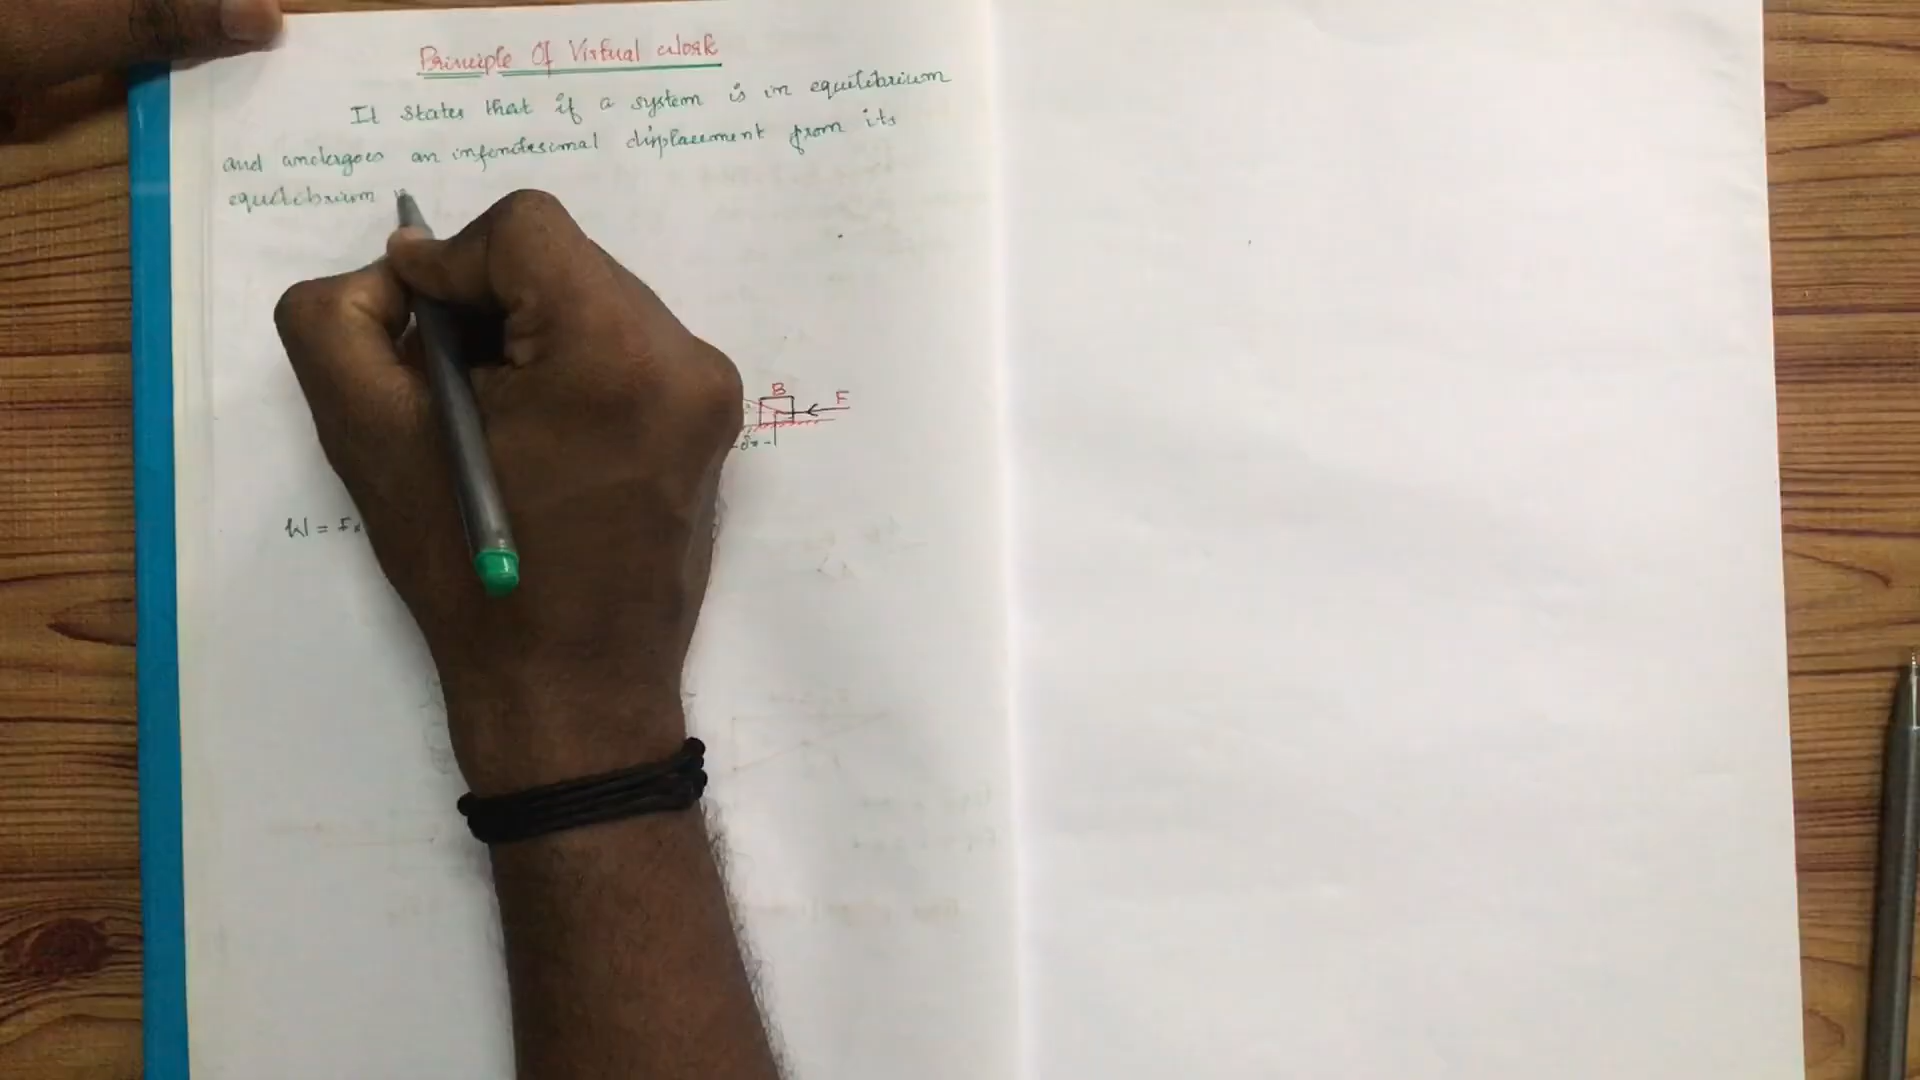 Principle Of Virtual Work
It states that if a system is in equilibrium
and undergoes an infinitesimal displacement from its
equilibrium
B
F
δx
W = F×